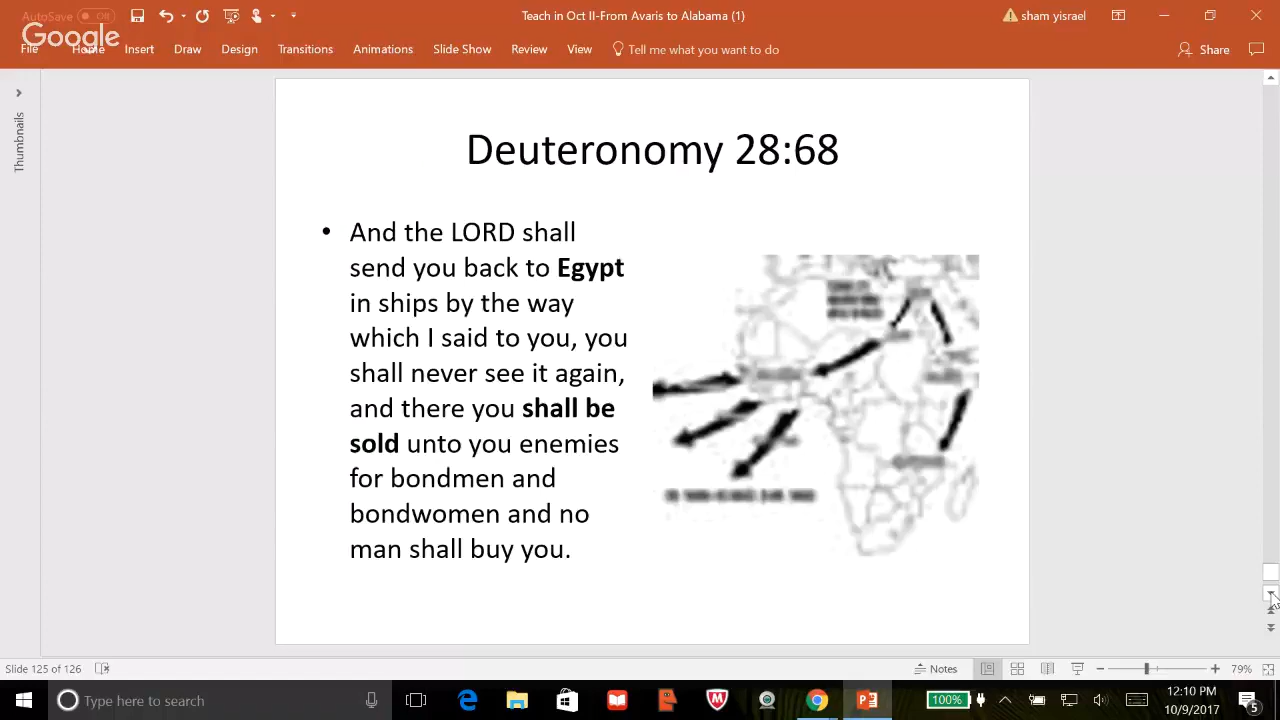 AutoSave Off
Teach in Oct II-From Avaris to Alabama (1)
sham yisrael
Google
File Home Insert Draw Design Transitions Animations Slide Show Review View Tell me what you want to do
Share
Thumbnails
Deuteronomy 28:68
• And the LORD shall
send you back to Egypt
in ships by the way
which I said to you, you
shall never see it again,
and there you shall be
sold unto you enemies
for bondmen and
bondwomen and no
man shall buy you.
Slide 125 of 126
Notes
79%
Type here to search
100%
12:10 PM
10/9/2017
5